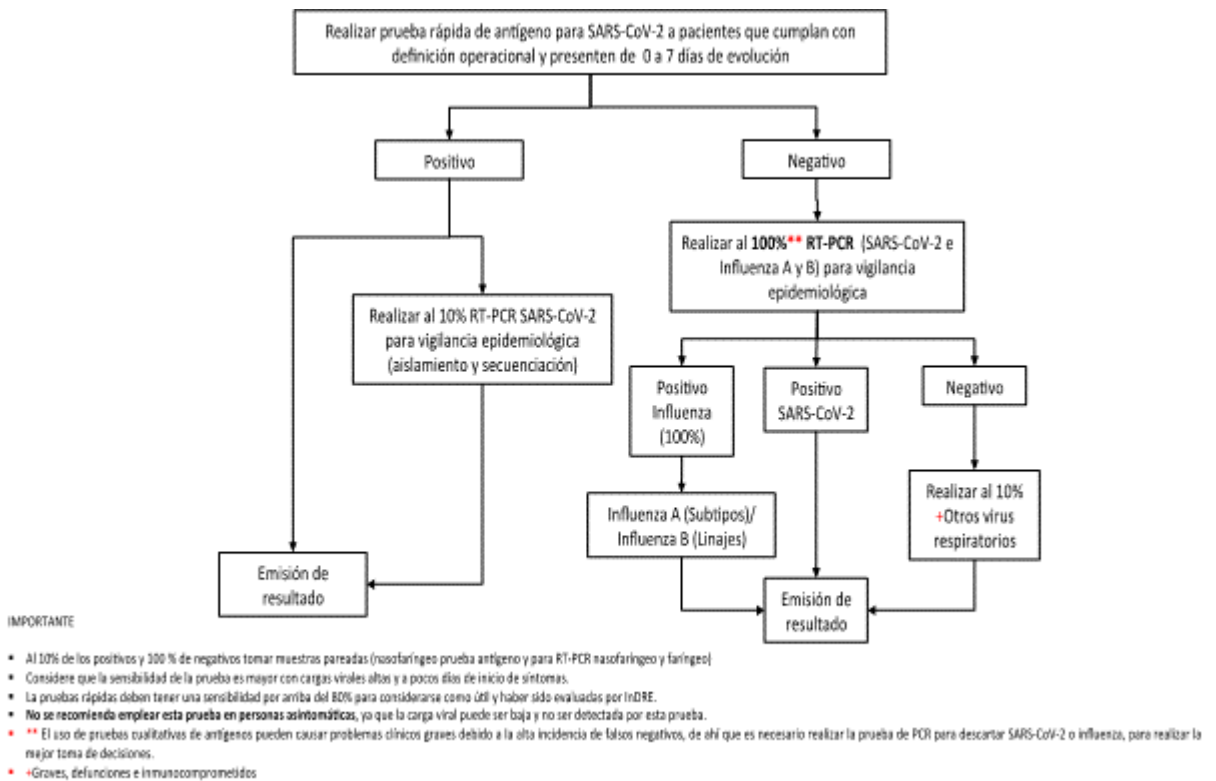 Realizar prueba rápida de antígeno para SARS-CoV-2 a pacientes que cumplan con
definición operacional y presenten de 0 a 7 días de evolución
Positivo
Negativo
Realizar al 100%** RT-PCR (SARS-CoV-2 e
Influenza A y B) para vigilancia
epidemiológica
Realizar al 10% RT-PCR SARS-CoV-2
para vigilancia epidemiológica
(aislamiento y secuenciación)
Positivo
Influenza
(100%)
Positivo
SARS-CoV-2
Negativo
Influenza A (Subtipos)/
Influenza B (Linajes)
Realizar al 10%
+Otros virus
respiratorios
Emisión de
resultado
Emisión de
resultado
IMPORTANTE
▪ Al 10% de los positivos y 100 % de negativos tomar muestras pareadas (nasofaríngeo prueba antígeno y para RT-PCR nasofaríngeo y faríngeo)
▪ Considere que la sensibilidad de la prueba es mayor con cargas virales altas y a pocos días de inicio de síntomas.
▪ La pruebas rápidas deben tener una sensibilidad por arriba del 80% para considerarse como útil y haber sido evaluadas por InDRE.
▪ No se recomienda emplear esta prueba en personas asintomáticas, ya que la carga viral puede ser baja y no ser detectada por esta prueba.
▪ ** El uso de pruebas cualitativas de antígenos pueden causar problemas clínicos graves debido a la alta incidencia de falsos negativos, de ahí que es necesario realizar la prueba de PCR para descartar SARS-CoV-2 o influenza, para realizar la
mejor toma de decisiones.
▪ +Graves, defunciones e inmunocomprometidos